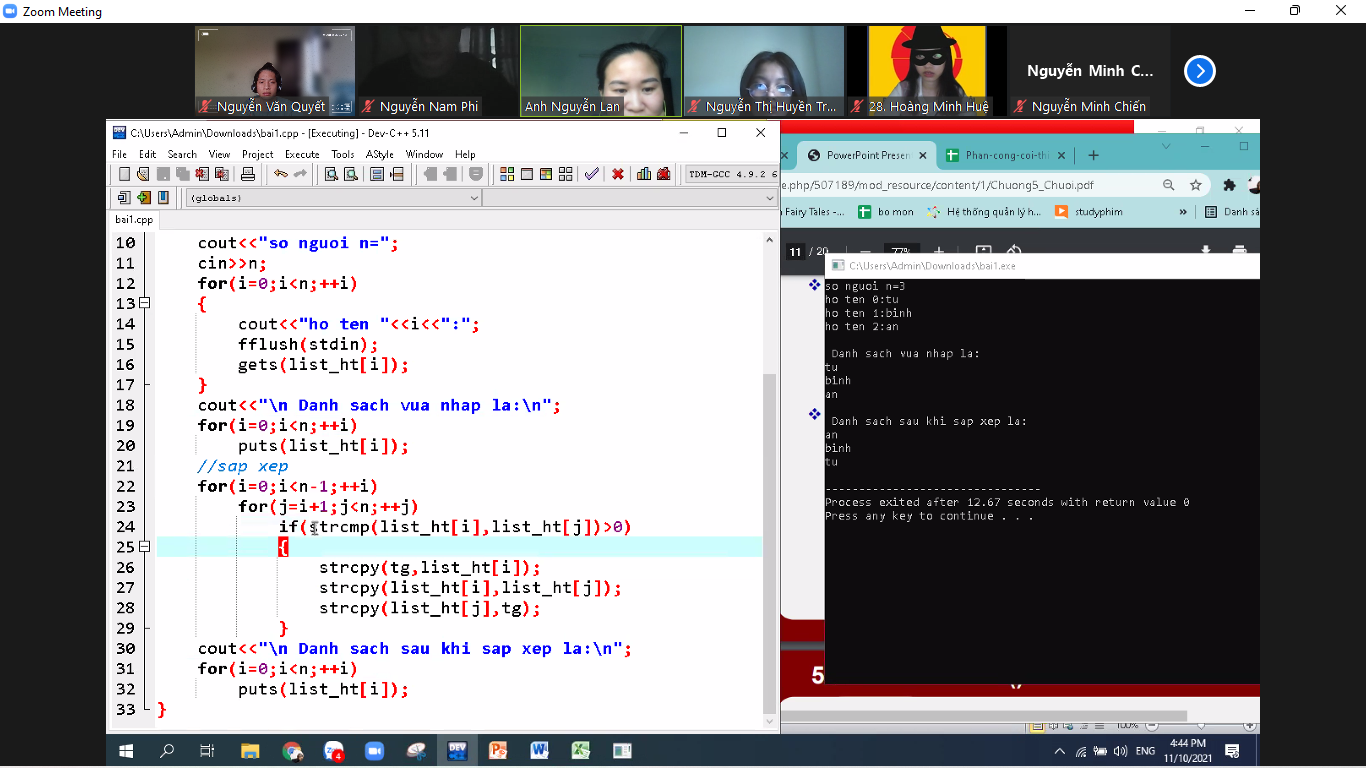 Zoom Meeting
Nguyễn Văn Quyết
Nguyễn Nam Phi
Anh Nguyễn Lan
Nguyễn Thị Huyền Tr...
28. Hoàng Minh Huệ
Nguyễn Minh C...
Nguyễn Minh Chiến
C:\Users\Admin\Downloads\bai1.cpp - [Executing] - Dev-C++ 5.11
File Edit Search View Project Execute Tools AStyle Window Help
TDM-GCC 4.9.2 6
(globals)
bai1.cpp
10 cout<<"so nguoi n=";
11 cin>>n;
12 for(i=0;i<n;++i)
13 {
14 cout<<"ho ten "<<i<<":";
15 fflush(stdin);
16 gets(list_ht[i]);
17 }
18 cout<<"\n Danh sach vua nhap la:\n";
19 for(i=0;i<n;++i)
20 puts(list_ht[i]);
21 //sap xep
22 for(i=0;i<n-1;++i)
23 for(j=i+1;j<n;++j)
24 if(strcmp(list_ht[i],list_ht[j])>0)
25 {
26 strcpy(tg,list_ht[i]);
27 strcpy(list_ht[i],list_ht[j]);
28 strcpy(list_ht[j],tg);
29 }
30 cout<<"\n Danh sach sau khi sap xep la:\n";
31 for(i=0;i<n;++i)
32 puts(list_ht[i]);
33 }
PowerPoint Presen
Phan-cong-coi-thi
e.php/507189/mod_resource/content/1/Chuong5_Chuoi.pdf
Fairy Tales -... bo mon Hệ thống quản lý h... studyphim » Danh sá
11 / 20 77%
C:\Users\Admin\Downloads\bai1.exe
so nguoi n=3
ho ten 0:tu
ho ten 1:binh
ho ten 2:an
Danh sach vua nhap la:
tu
binh
an
Danh sach sau khi sap xep la:
an
binh
tu
--------------------------------
Process exited after 12.67 seconds with return value 0
Press any key to continue . . .
5
100%
4
DEV
ENG
4:44 PM
11/10/2021